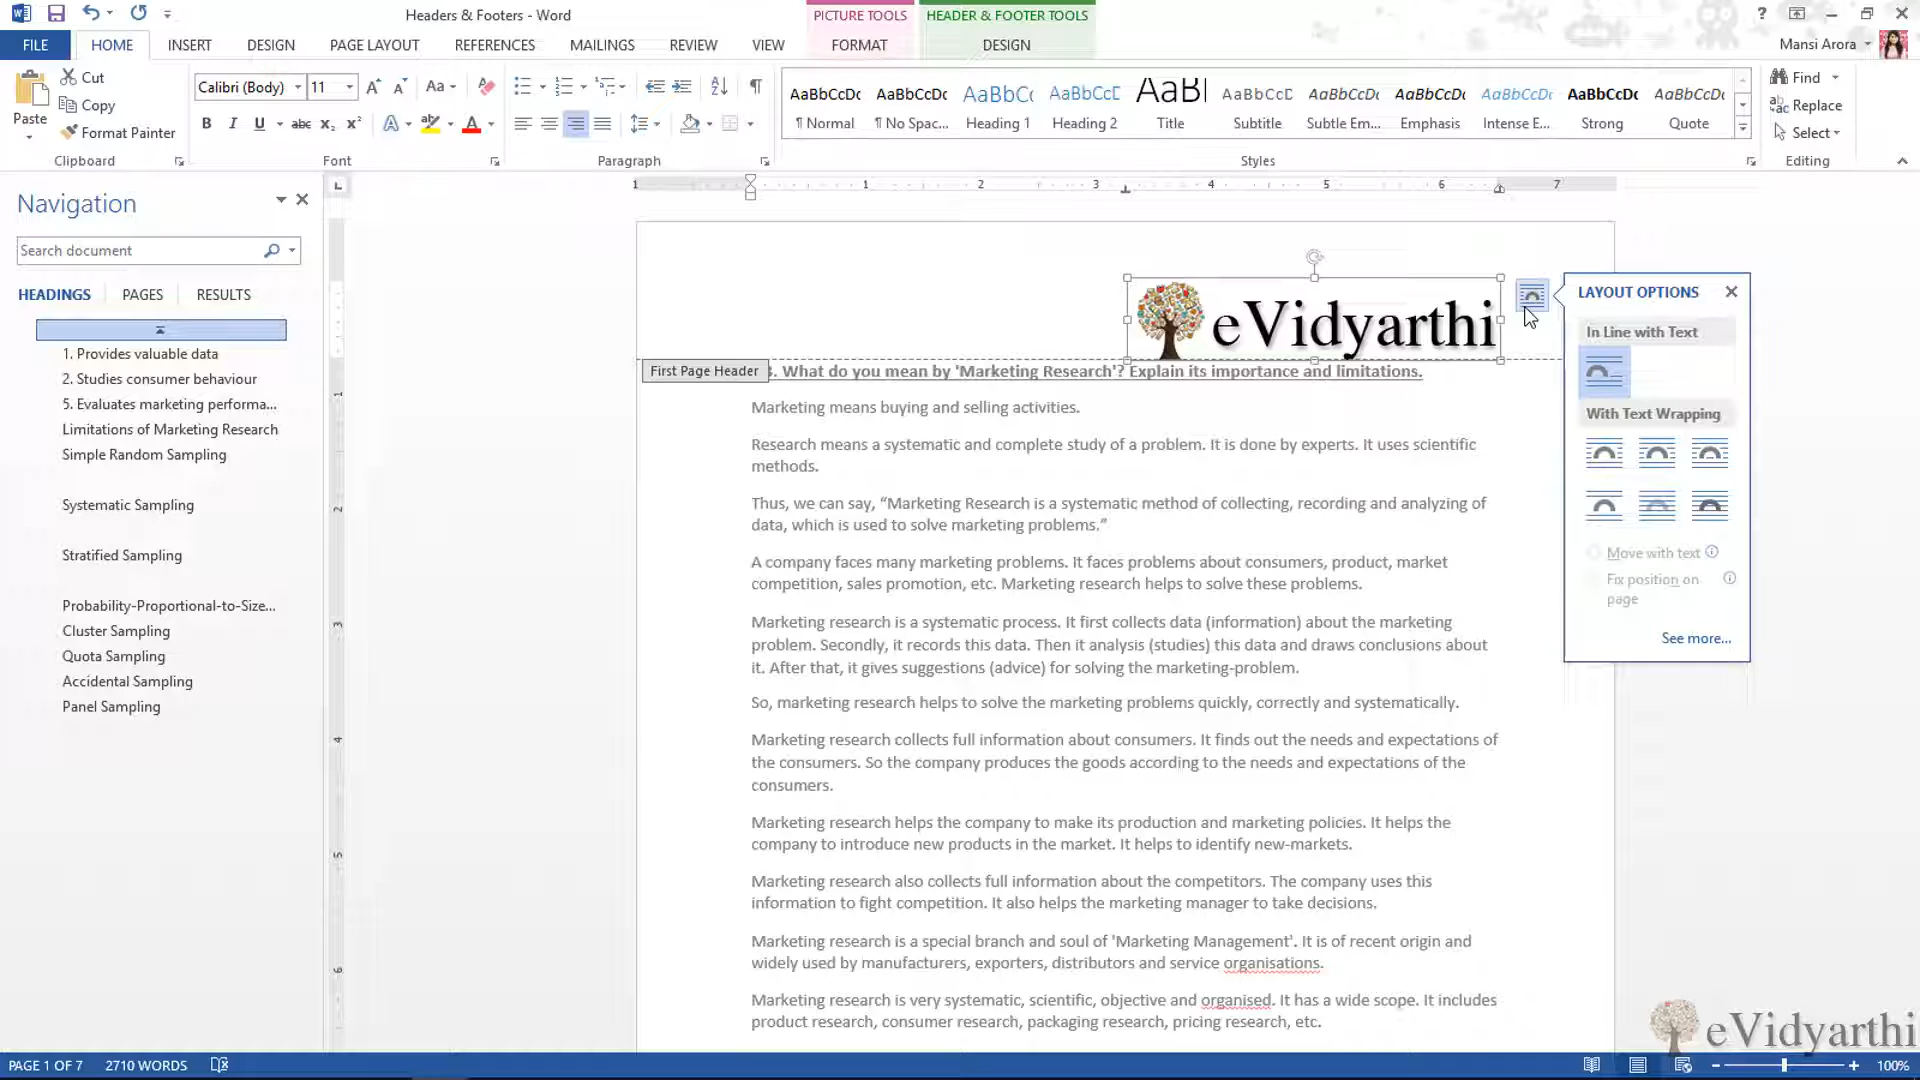 Headers & Footers - Word
PICTURE TOOLS
HEADER & FOOTER TOOLS
?
FILE
HOME
INSERT
DESIGN
PAGE LAYOUT
REFERENCES
MAILINGS
REVIEW
VIEW
FORMAT
DESIGN
Mansi Arora
Paste
Cut
Copy
Format Painter
Clipboard
Calibri (Body)
11
Aa
B I U abc x₂ x²
Font
Paragraph
AaBbCcDc
¶ Normal
AaBbCcDc
¶ No Spac...
AaBbCc
Heading 1
AaBbCcE
Heading 2
AaBl
Title
AaBbCcD
Subtitle
AaBbCcDc
Subtle Em...
AaBbCcDc
Emphasis
AaBbCcDc
Intense E...
AaBbCcDc
Strong
AaBbCcDc
Quote
Styles
Find
Replace
Select
Editing
Navigation
Search document
HEADINGS
PAGES
RESULTS
1. Provides valuable data
2. Studies consumer behaviour
5. Evaluates marketing performa...
Limitations of Marketing Research
Simple Random Sampling
Systematic Sampling
Stratified Sampling
Probability-Proportional-to-Size...
Cluster Sampling
Quota Sampling
Accidental Sampling
Panel Sampling
1 1 2 3 4 5 6 7
1
2
3
4
5
6
eVidyarthi
First Page Header
. What do you mean by 'Marketing Research'? Explain its importance and limitations.
Marketing means buying and selling activities.
Research means a systematic and complete study of a problem. It is done by experts. It uses scientific
methods.
Thus, we can say, “Marketing Research is a systematic method of collecting, recording and analyzing of
data, which is used to solve marketing problems.”
A company faces many marketing problems. It faces problems about consumers, product, market
competition, sales promotion, etc. Marketing research helps to solve these problems.
Marketing research is a systematic process. It first collects data (information) about the marketing
problem. Secondly, it records this data. Then it analysis (studies) this data and draws conclusions about
it. After that, it gives suggestions (advice) for solving the marketing-problem.
So, marketing research helps to solve the marketing problems quickly, correctly and systematically.
Marketing research collects full information about consumers. It finds out the needs and expectations of
the consumers. So the company produces the goods according to the needs and expectations of the
consumers.
Marketing research helps the company to make its production and marketing policies. It helps the
company to introduce new products in the market. It helps to identify new-markets.
Marketing research also collects full information about the competitors. The company uses this
information to fight competition. It also helps the marketing manager to take decisions.
Marketing research is a special branch and soul of 'Marketing Management'. It is of recent origin and
widely used by manufacturers, exporters, distributors and service organisations.
Marketing research is very systematic, scientific, objective and organised. It has a wide scope. It includes
product research, consumer research, packaging research, pricing research, etc.
LAYOUT OPTIONS
In Line with Text
With Text Wrapping
Move with text
Fix position on
page
See more...
eVidyarthi
PAGE 1 OF 7
2710 WORDS
100%